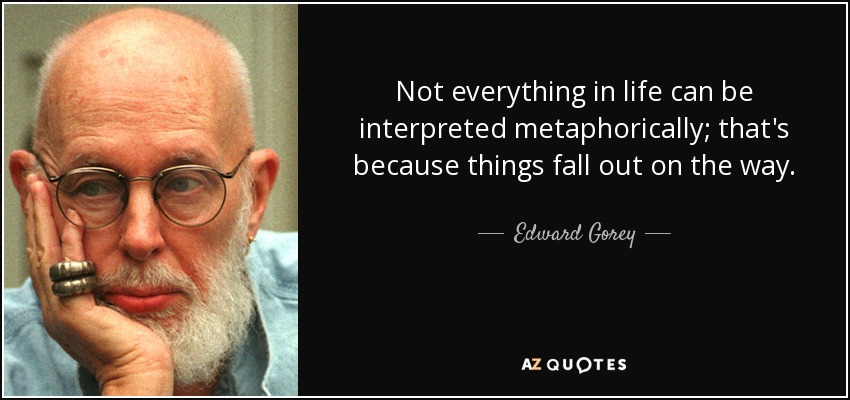 Not everything in life can be
interpreted metaphorically; that's
because things fall out on the way.
Edward Gorey
AZ QUOTES